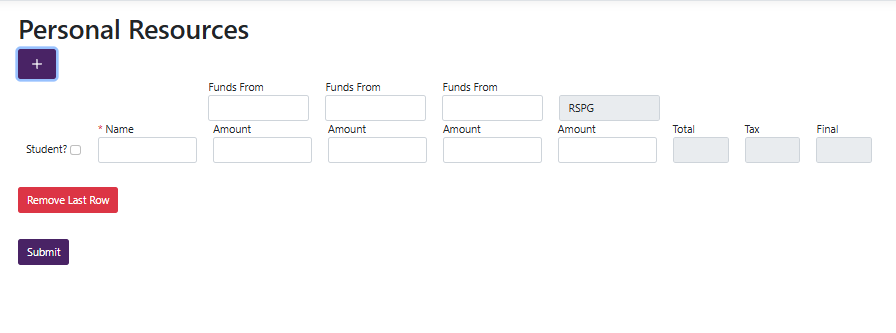 Personal Resources
+
Funds From Funds From Funds From
RSPG
* Name Amount Amount Amount Amount Total Tax Final
Student?
Remove Last Row
Submit